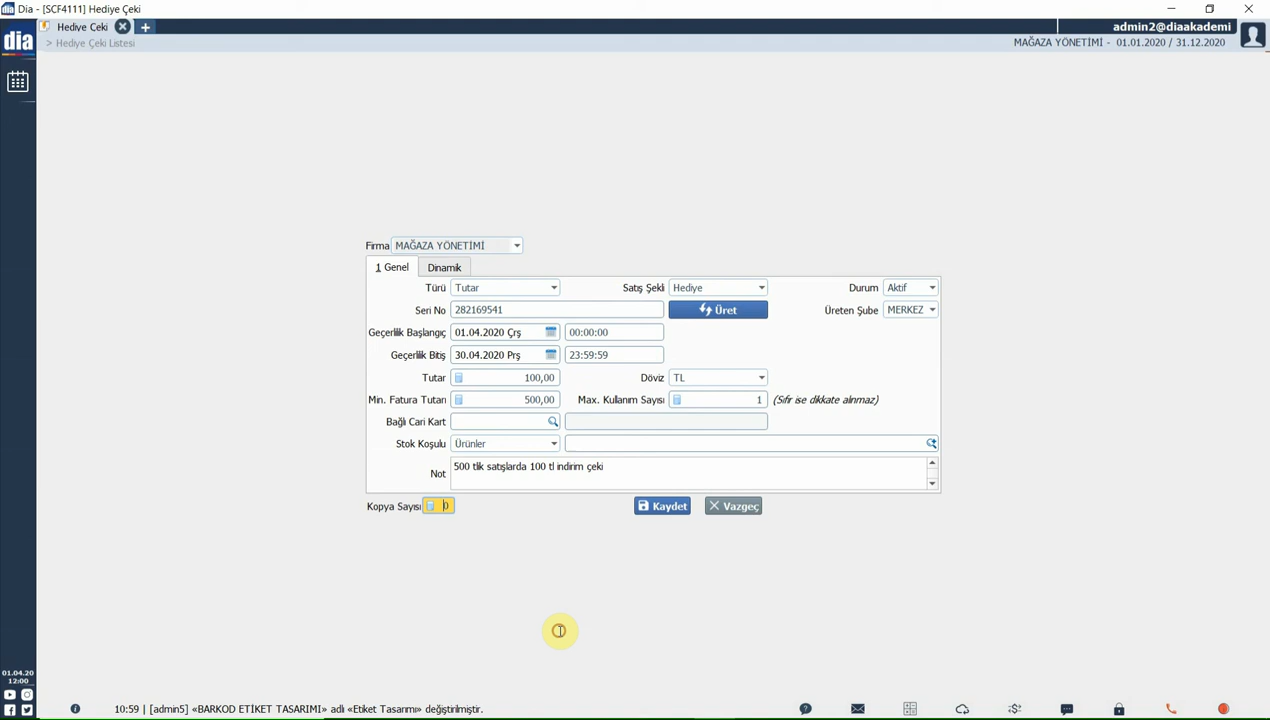 Dia - [SCF4111] Hediye Çeki
Hediye Çeki
admin2@diaakademi
dia
> Hediye Çeki Listesi
MAĞAZA YÖNETİMİ - 01.01.2020 / 31.12.2020
Firma MAĞAZA YÖNETİMİ
1 Genel Dinamik
Türü Tutar Satış Şekli Hediye Durum Aktif
Seri No 282169541 Üret Üreten Şube MERKEZ
Geçerlilik Başlangıç 01.04.2020 Çrş 00:00:00
Geçerlilik Bitiş 30.04.2020 Prş 23:59:59
Tutar 100,00 Döviz TL
Min. Fatura Tutarı 500,00 Max. Kullanım Sayısı 1 (Sıfır ise dikkate alınmaz)
Bağlı Cari Kart
Stok Koşulu Ürünler
Not 500 tlik satışlarda 100 tl indirim çeki
Kopya Sayısı 0 Kaydet Vazgeç
01.04.20
12:00
10:59 | [admin5] «BARKOD ETİKET TASARIMI» adlı «Etiket Tasarımı» değiştirilmiştir.